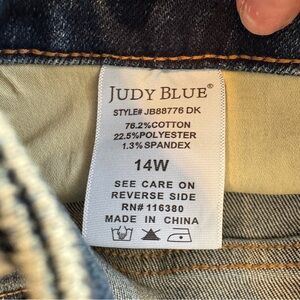 JUDY BLUE®
STYLE# JB88776 DK
76.2%COTTON
22.5%POLYESTER
1.3%SPANDEX
14W
SEE CARE ON
REVERSE SIDE
RN#116380
MADE IN CHINA